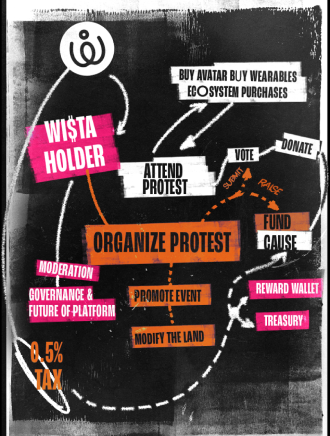 BUY AVATAR BUY WEARABLES
ECOSYSTEM PURCHASES
WI$TA
HOLDER
ATTEND
PROTEST
VOTE
DONATE
SUBMIT
RAISE
FUND
CAUSE
ORGANIZE PROTEST
MODERATION
GOVERNANCE &
FUTURE OF PLATFORM
PROMOTE EVENT
MODIFY THE LAND
REWARD WALLET
TREASURY
0.5%
TAX